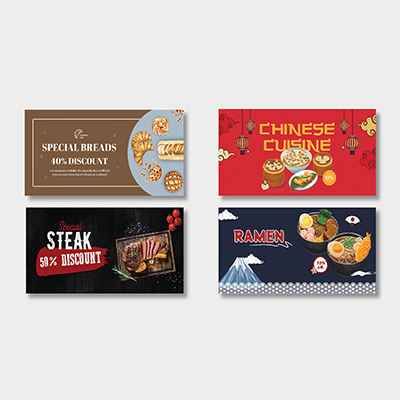 SPECIAL BREADS
40% DISCOUNT
CHINESE
CUISINE
Special
STEAK
50% DISCOUNT
RAMEN